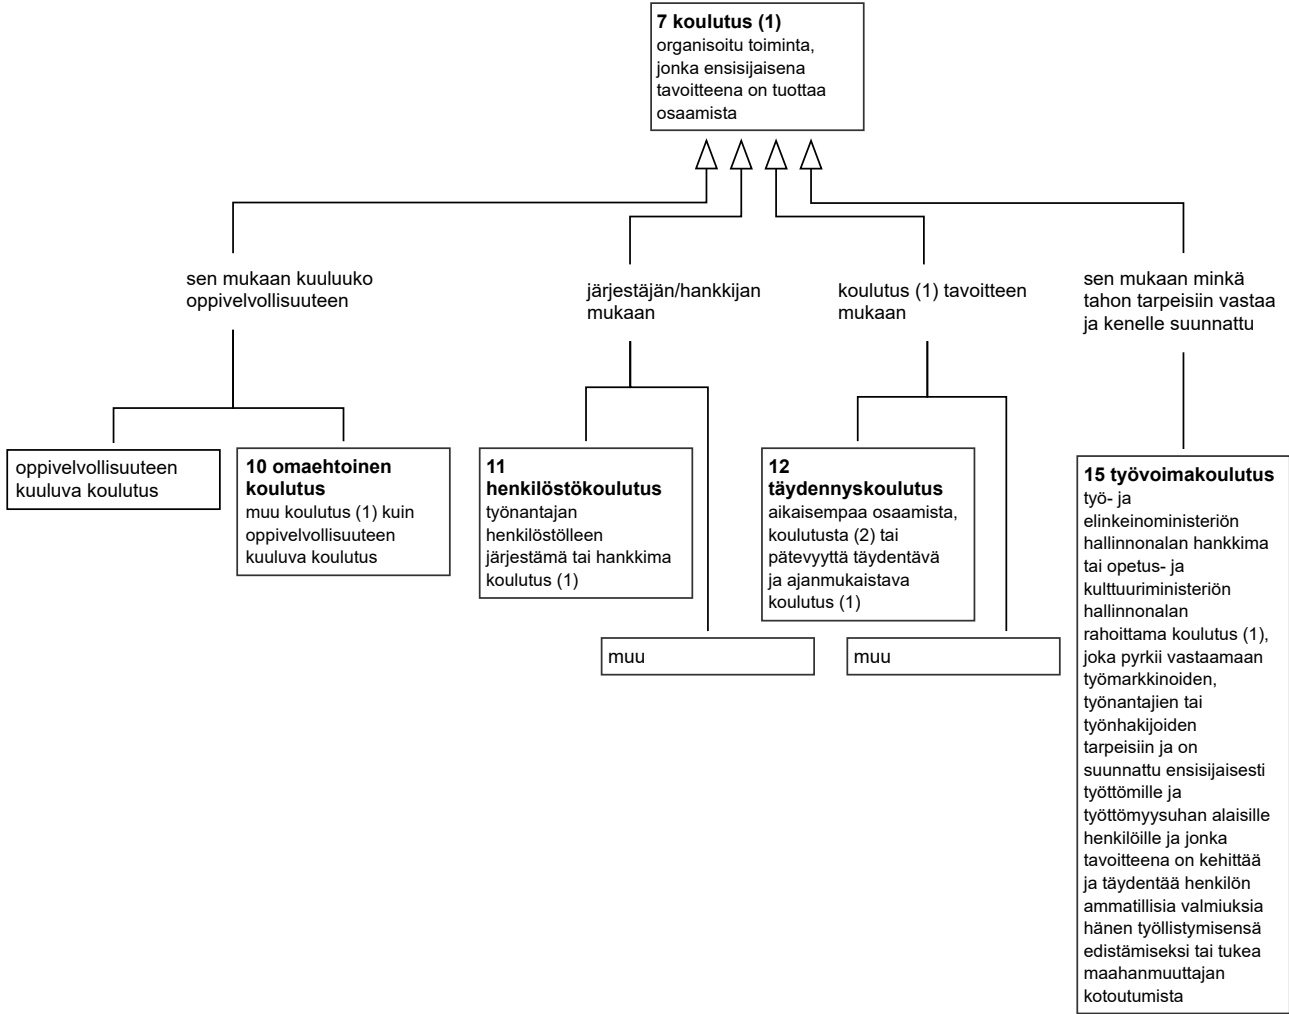 7 koulutus (1)
organisoitu toiminta,
jonka ensisijaisena
tavoitteena on tuottaa
osaamista
sen mukaan kuuluuko
oppivelvollisuuteen
järjestäjän/hankkijan
mukaan
koulutus (1) tavoitteen
mukaan
sen mukaan minkä
tahon tarpeisiin vastaa
ja kenelle suunnattu
oppivelvollisuuteen
kuuluva koulutus
10 omaehtoinen
koulutus
muu koulutus (1) kuin
oppivelvollisuuteen
kuuluva koulutus
11
henkilöstökoulutus
työnantajan
henkilöstölleen
järjestämä tai hankkima
koulutus (1)
muu
12
täydennyskoulutus
aikaisempaa osaamista,
koulutusta (2) tai
pätevyyttä täydentävä
ja ajanmukaistava
koulutus (1)
muu
15 työvoimakoulutus
työ- ja
elinkeinoministeriön
hallinnonalan hankkima
tai opetus- ja
kulttuuriministeriön
hallinnonalan
rahoittama koulutus (1),
joka pyrkii vastaamaan
työmarkkinoiden,
työnantajien tai
työnhakijoiden
tarpeisiin ja on
suunnattu ensisijaisesti
työttömille ja
työttömyysuhan alaisille
henkilöille ja jonka
tavoitteena on kehittää
ja täydentää henkilön
ammatillisia valmiuksia
hänen työllistymisensä
edistämiseksi tai tukea
maahanmuuttajan
kotoutumista